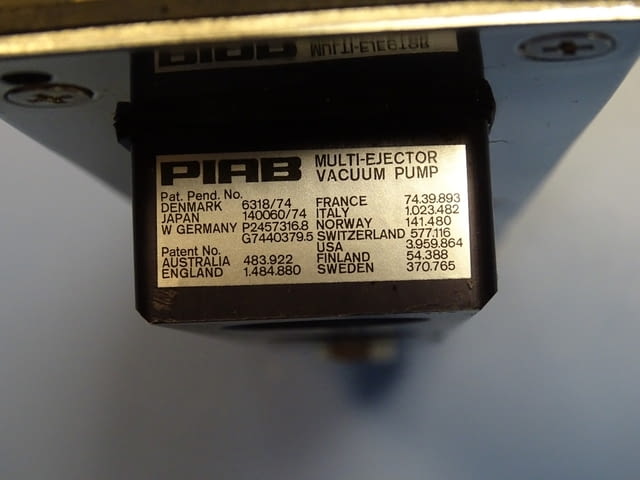 PIAB MULTI-EJECTOR
VACUUM PUMP
Pat. Pend. No.
DENMARK 6318/74
JAPAN 140060/74
W GERMANY P2457316.8
G7440379.5
Patent No.
AUSTRALIA 483.922
ENGLAND 1.484.880
FRANCE 74.39.893
ITALY 1.023.482
NORWAY 141.480
SWITZERLAND 577.116
USA 3.959.864
FINLAND 54.388
SWEDEN 370.765